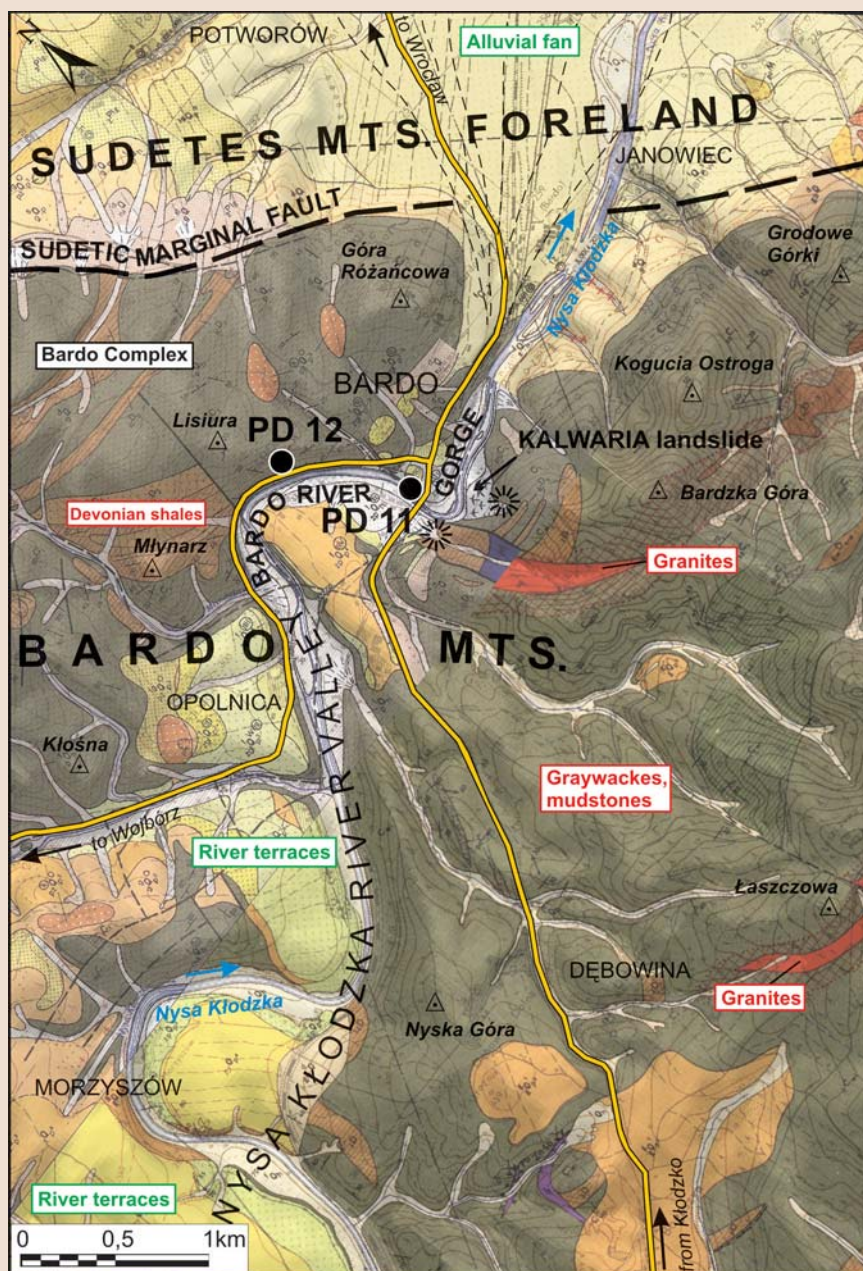 N
POTWORÓW
to Wrocław
Alluvial fan
SUDETES MTS. FORELAND
JANOWIEC
SUDETIC MARGINAL FAULT
Góra
Różańcowa
Nysa Kłodzka
Grodowe
Górki
Bardo Complex
BARDO
Kogucia Ostroga
Lisiura
PD 12
GORGE
KALWARIA landslide
RIVER
PD 11
BARDO
Bardzka Góra
Devonian shales
Młynarz
Granites
BARDO MTS.
OPOLNICA
Kłośna
NYSA KŁODZKA RIVER VALLEY
Graywackes,
mudstones
to Wojbórz
River terraces
Łaszczowa
DĘBOWINA
Nysa Kłodzka
Granites
Nyska Góra
MORZYSZÓW
River terraces
from Kłodzko
0 0,5 1km